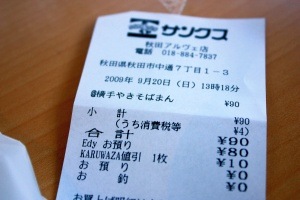 サンクス
秋田アルヴェ店
電話 018-884-7837
秋田県秋田市中通7丁目1-3
2009年 9月20日(日)13時18分
横手やきそばまん ¥90
小 計 ¥90
(うち消費税等 ¥4)
合 計 ¥90
Edy お預り ¥80
KARUWAZA値引 1枚 ¥10
お 預 り ¥0
お 釣 ¥0